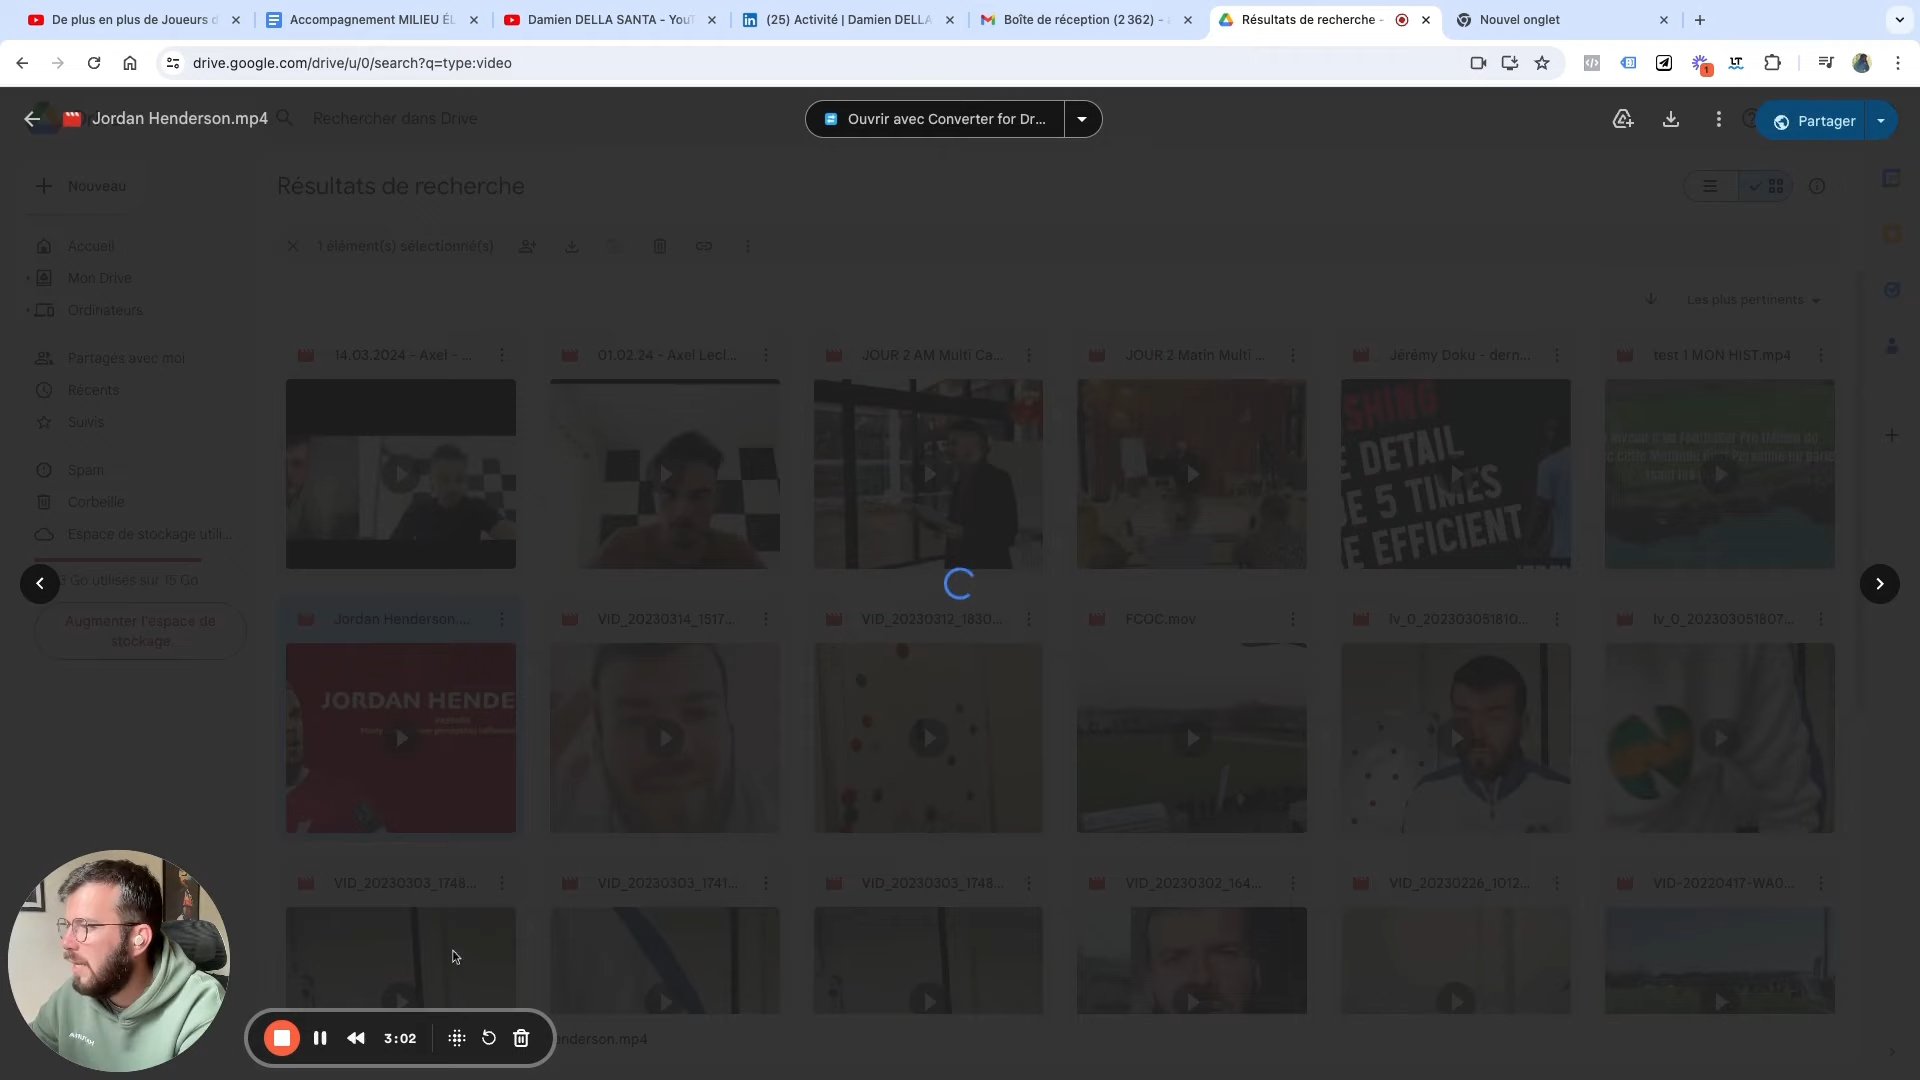 De plus en plus de Joueurs d
Accompagnement MILIEU ÉL
Damien DELLA SANTA - YouT
(25) Activité | Damien DELLA
Boîte de réception (2 362) -
Résultats de recherche -
Nouvel onglet
drive.google.com/drive/u/0/search?q=type:video
1
LT
Jordan Henderson.mp4
Rechercher dans Drive
Ouvrir avec Converter for Dr...
Partager
Nouveau
Résultats de recherche
Accueil
1 élément(s) sélectionné(s)
Mon Drive
Ordinateurs
Les plus pertinents
Partagés avec moi
14.03.2024 - Axel - ...
01.02.24 - Axel Lecl...
JOUR 2 AM Multi Ca...
JOUR 2 Matin Multi ...
Jérémy Doku - dern...
test 1 MON HIST.mp4
Récents
Suivis
Spam
Corbeille
Espace de stockage utili...
Go utilisés sur 15 Go
Augmenter l'espace de
stockage
SHING
E DETAIL
E 5 TIMES
E EFFICIENT
Jordan Henderson....
VID_20230314_1517...
VID_20230312_1830...
FCOC.mov
lv_0_202303051810...
lv_0_202303051807...
JORDAN HENDE
VID_20230303_1748...
VID_20230303_1741...
VID_20230303_1748...
VID_20230302_164...
VID_20230226_1012...
VID-20220417-WA0...
3:02
enderson.mp4